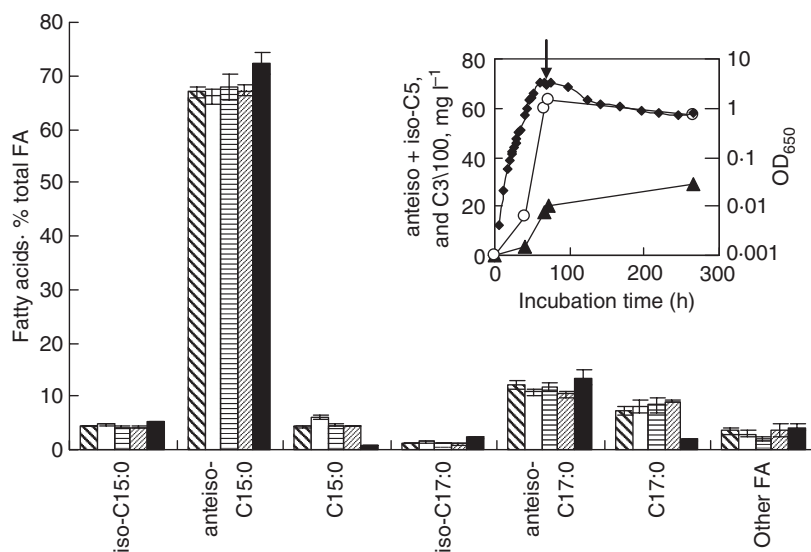 Fatty acids· % total FA
80
70
60
50
40
30
20
10
0
iso-C15:0
anteiso-
C15:0
C15:0
iso-C17:0
anteiso-
C17:0
C17:0
Other FA
anteiso + iso-C5,
and C3\100, mg l–1
80
60
40
20
0
10
1
0·1
0·01
0·001
OD650
0
100
200
300
Incubation time (h)